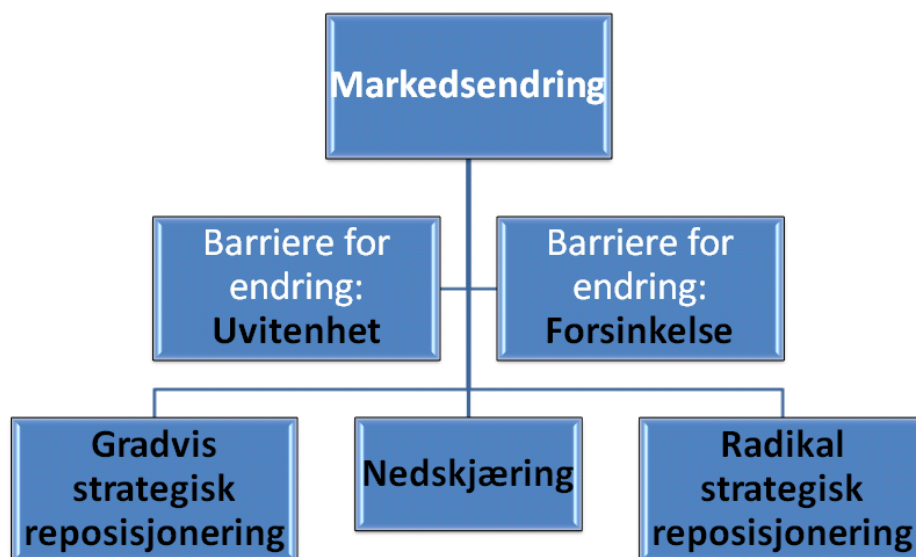 Markedsendring
Barriere for
endring:
Uvitenhet
Barriere for
endring:
Forsinkelse
Gradvis
strategisk
reposisjonering
Nedskjæring
Radikal
strategisk
reposisjonering